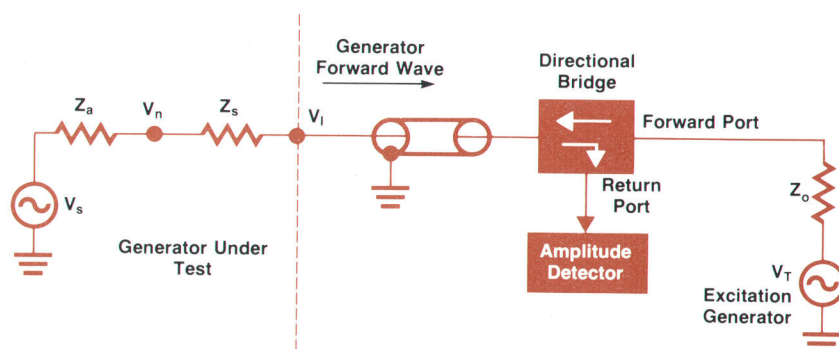 Generator
Forward Wave
Directional
Bridge
Za
Vn
Zs
VI
Forward Port
Zo
Vs
Return
Port
Generator Under
Test
Amplitude
Detector
VT
Excitation
Generator